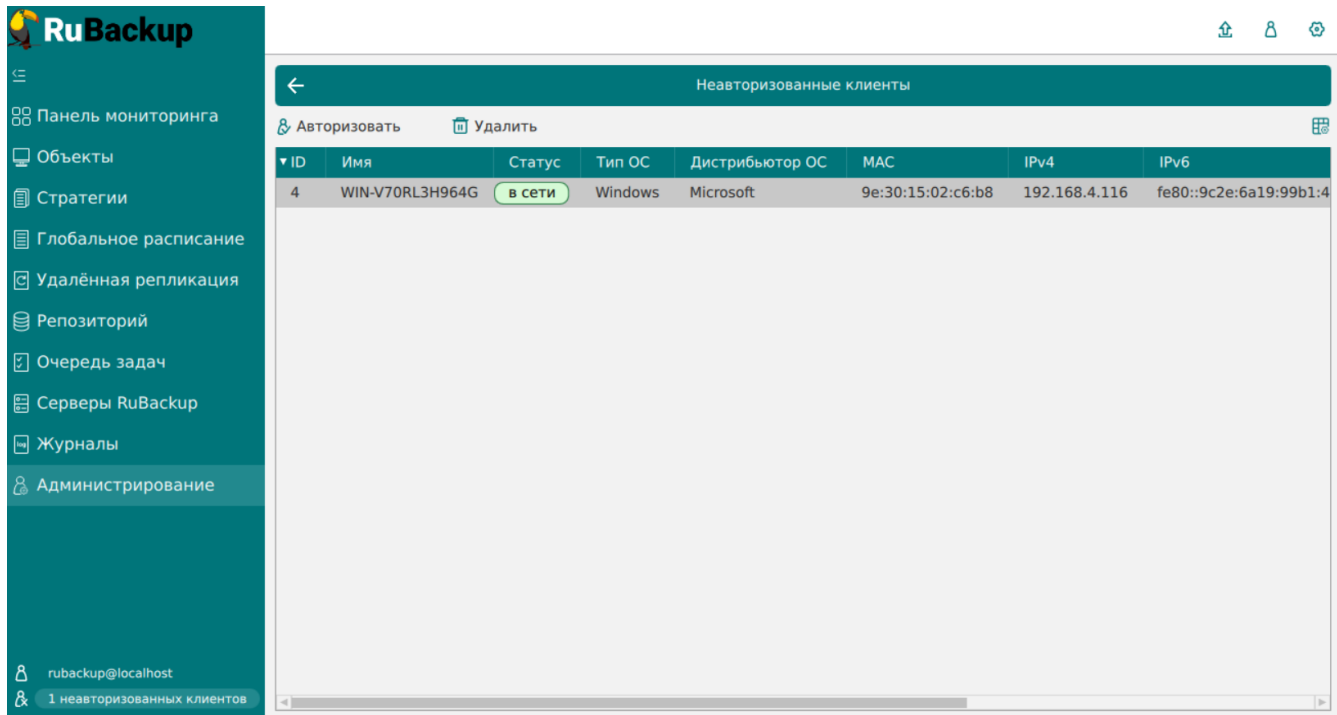 RuBackup
Неавторизованные клиенты
Панель мониторинга
Объекты
Стратегии
Глобальное расписание
Удалённая репликация
Репозиторий
Очередь задач
Серверы RuBackup
Журналы
Администрирование
rubackup@localhost
1 неавторизованных клиентов
Авторизовать Удалить
ID Имя Статус Тип ОС Дистрибьютор ОС MAC IPv4 IPv6
4 WIN-V70RL3H964G в сети Windows Microsoft 9e:30:15:02:c6:b8 192.168.4.116 fe80::9c2e:6a19:99b1:4